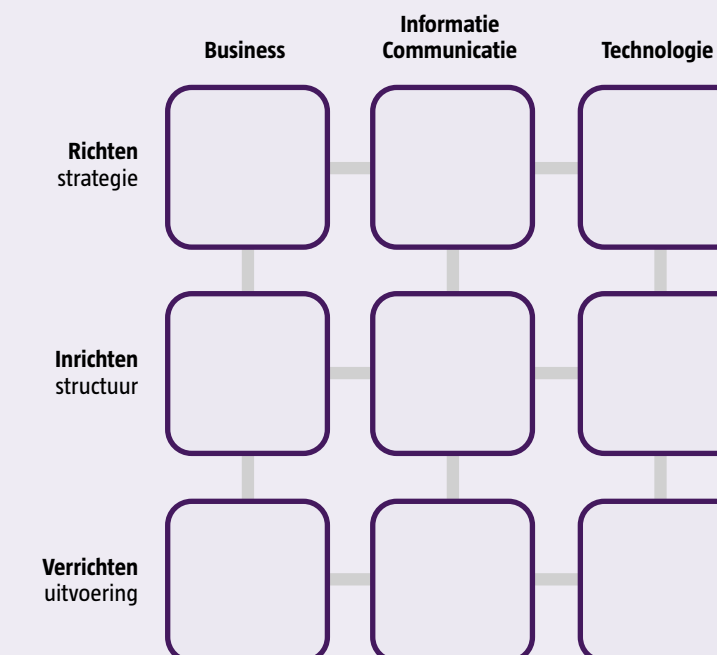 Informatie
Business Communicatie Technologie
Richten
strategie
Inrichten
structuur
Verrichten
uitvoering